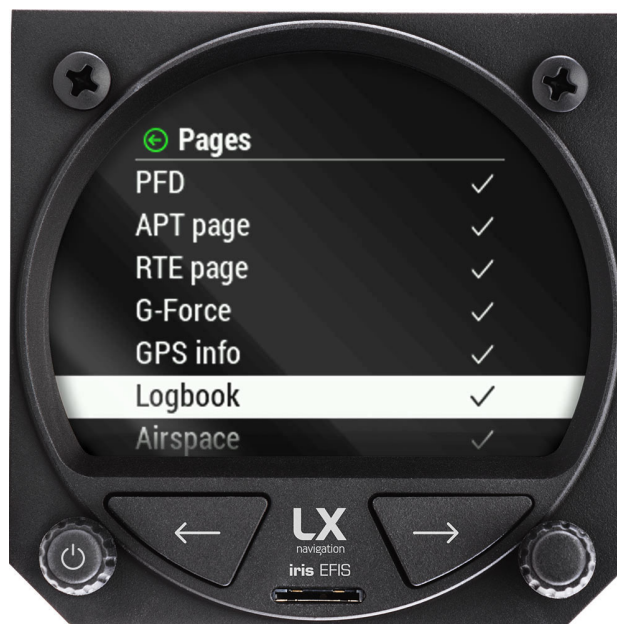 Pages
PFD
APT page
RTE page
G-Force
GPS info
Logbook
Airspace
LX
navigation
iris EFIS